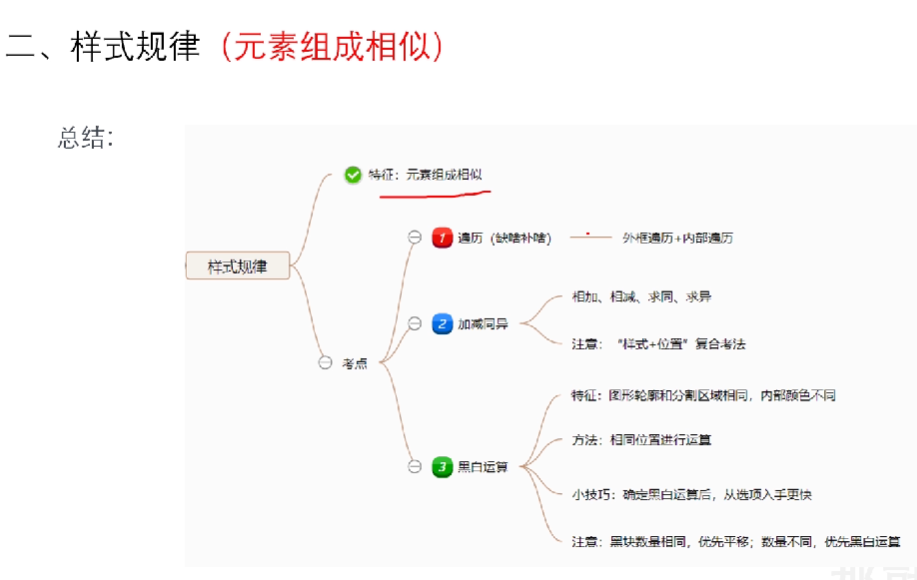 二、样式规律（元素组成相似）
总结：
特征：元素组成相似
1 遍历（缺啥补啥） 外框遍历+内部遍历
样式规律
相加、相减、求同、求异
2 加减同异
注意：“样式+位置”复合考法
考点
特征：图形轮廓和分割区域相同，内部颜色不同
方法：相同位置进行运算
3 黑白运算
小技巧：确定黑白运算后，从选项入手更快
注意：黑块数量相同，优先平移；数量不同，优先黑白运算